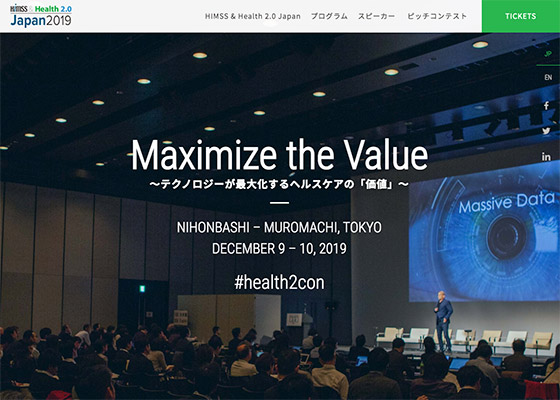 HiMSS & Health 2.0
Japan2019
HIMSS & Health 2.0 Japan プログラム スピーカー ピッチコンテスト TICKETS
JP
EN
Maximize the Value
〜テクノロジーが最大化するヘルスケアの「価値」〜
Massive Data
NIHONBASHI – MUROMACHI, TOKYO
DECEMBER 9 – 10, 2019
#health2con